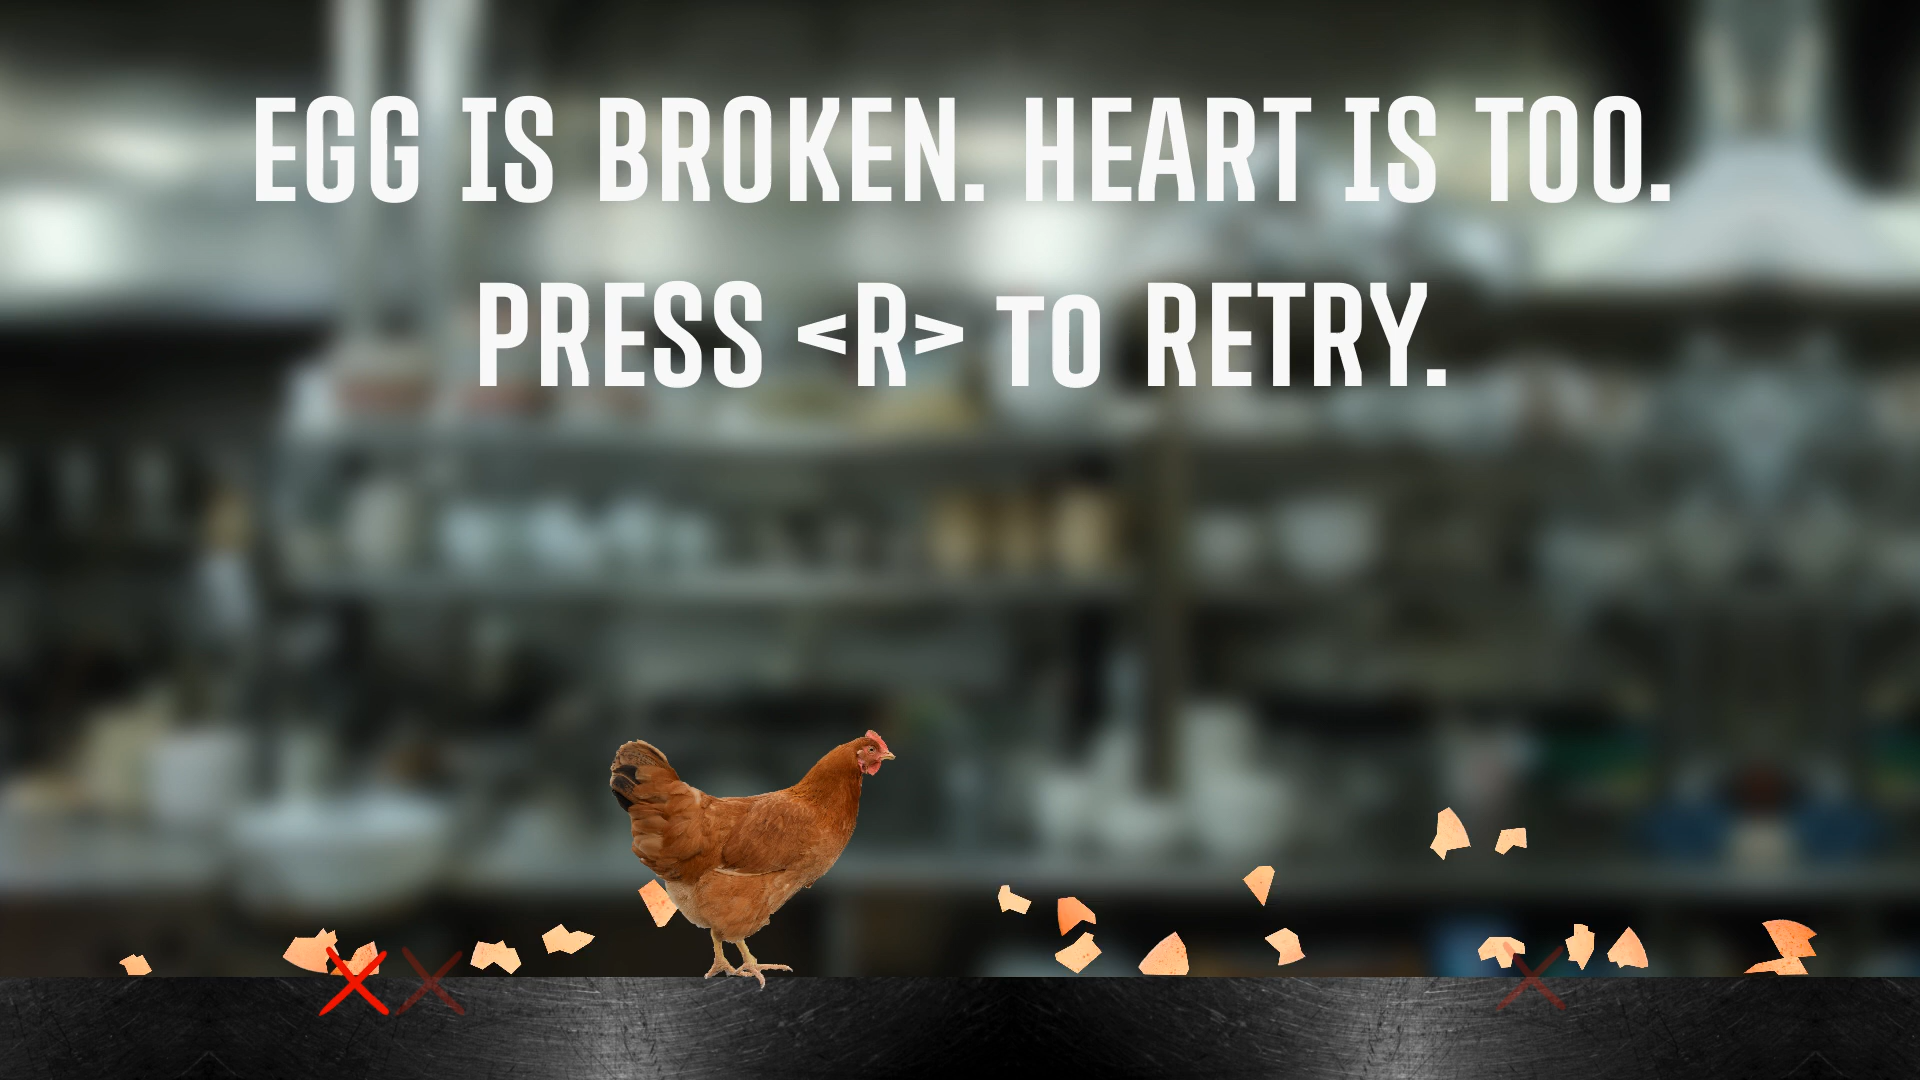 EGG IS BROKEN. HEART IS TOO.
PRESS <R> TO RETRY.